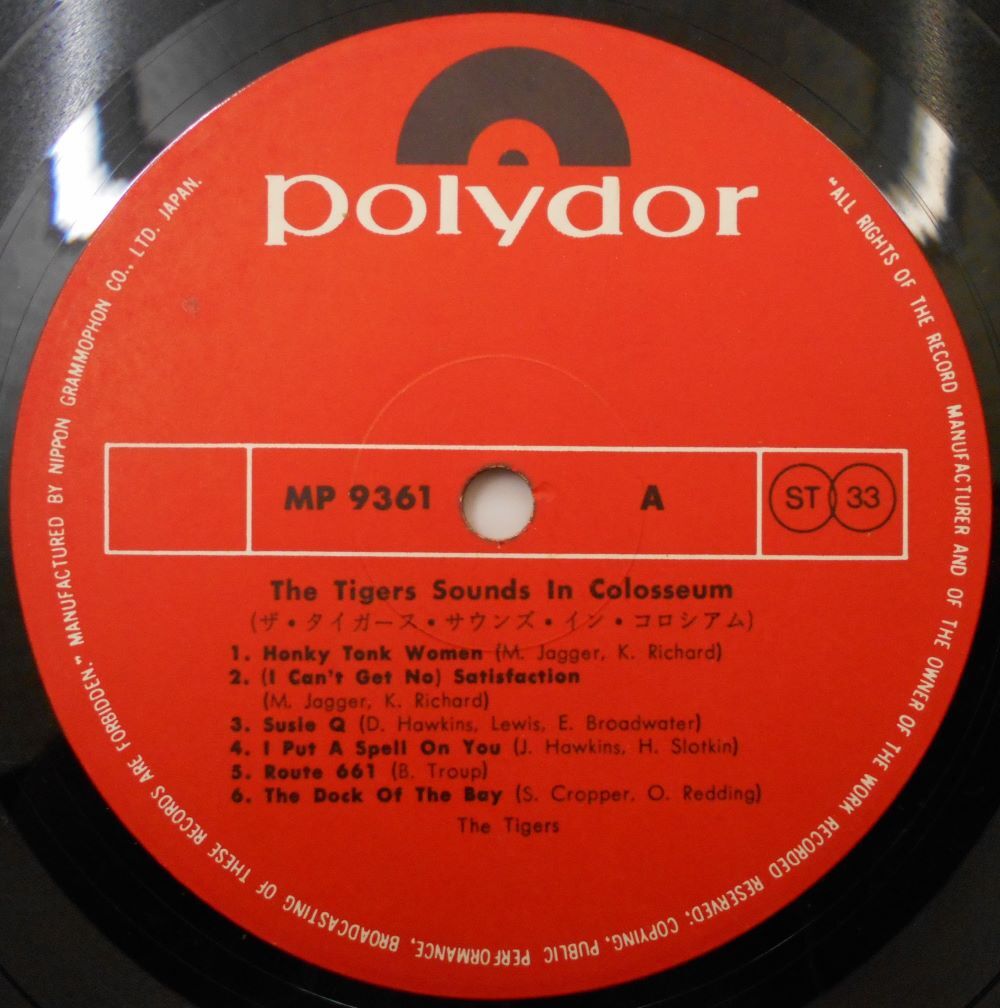 polydor
MP 9361
A
ST 33
The Tigers Sounds In Colosseum
(ザ・タイガース・サウンズ・イン・コロシアム)
1. Honky Tonk Women (M. Jagger, K. Richard)
2. (I Can't Get No) Satisfaction
(M. Jagger, K. Richard)
3. Susie Q (D. Hawkins, Lewis, E. Broadwater)
4. I Put A Spell On You (J. Hawkins, H. Slotkin)
5. Route 661 (B. Troup)
6. The Dock Of The Bay (S. Cropper, O. Redding)
The Tigers
"ALL RIGHTS OF THE RECORD MANUFACTURER AND OF THE OWNER OF THE WORK RECORDED RESERVED: COPYING, PUBLIC PERFORMANCE, BROADCASTING OF THESE RECORDS ARE FORBIDDEN." MANUFACTURED BY NIPPON GRAMMOPHON CO., LTD. JAPAN.